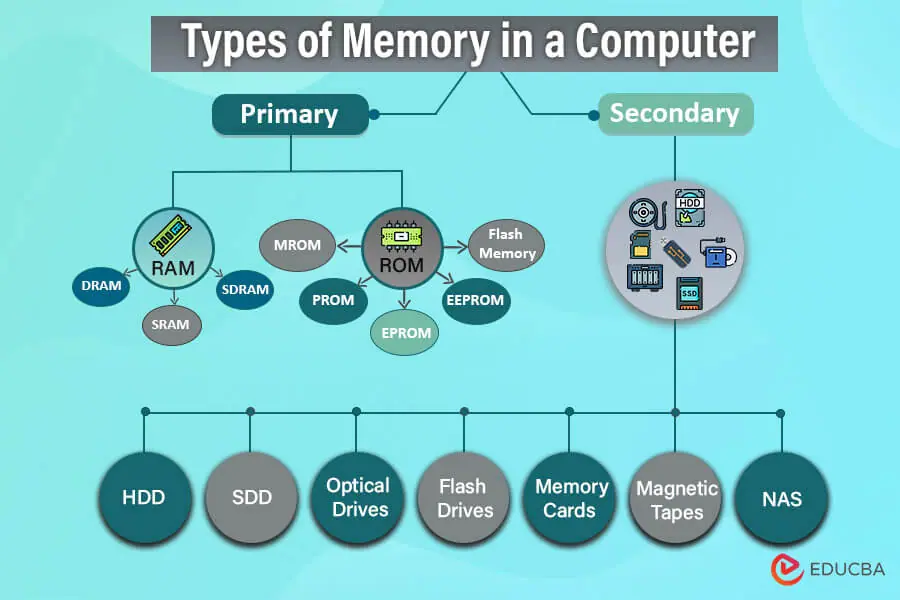 Types of Memory in a Computer
Primary
Secondary
HDD
SSD
RAM
ROM
MROM
Flash
Memory
DRAM
SDRAM
SRAM
PROM
EEPROM
EPROM
HDD
SDD
Optical
Drives
Flash
Drives
Memory
Cards
Magnetic
Tapes
NAS
EDUCBA